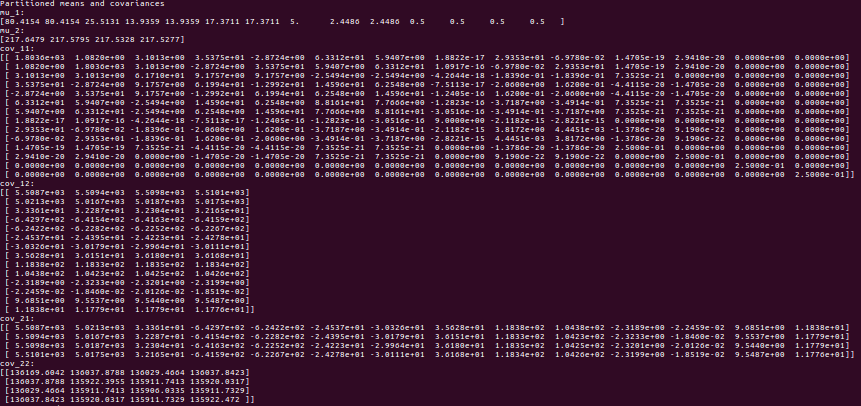 Partitioned means and covariances
mu_1:
[80.4154 80.4154 25.5131 13.9359 13.9359 17.3711 17.3711 5. 2.4486 2.4486 0.5 0.5 0.5 0.5 ]
mu_2:
[217.6479 217.5795 217.5328 217.5277]
cov_11:
[[ 1.8036e+03 1.0820e+00 3.1013e+00 3.5375e+01 -2.8724e+00 6.3312e+01 5.9407e+00 1.8822e-17 2.9353e+01 -6.9780e-02 1.4705e-19 2.9410e-20 0.0000e+00 0.0000e+00]
[ 1.0820e+00 1.8036e+03 3.1013e+00 -2.8724e+00 3.5375e+01 5.9407e+00 6.3312e+01 1.0917e-16 -6.9780e-02 2.9353e+01 1.4705e-19 2.9410e-20 0.0000e+00 0.0000e+00]
[ 3.1013e+00 3.1013e+00 6.1710e+01 9.1757e+00 9.1757e+00 -2.5494e+00 -2.5494e+00 -4.2644e-18 -1.8396e-01 -1.8396e-01 7.3525e-21 0.0000e+00 0.0000e+00 0.0000e+00]
[ 3.5375e+01 -2.8724e+00 9.1757e+00 6.1994e+01 -1.2992e+01 1.4596e+01 6.2548e+00 -7.5113e-17 -2.0600e+00 1.6200e-01 -4.4115e-20 -1.4705e-20 0.0000e+00 0.0000e+00]
[-2.8724e+00 3.5375e+01 9.1757e+00 -1.2992e+01 6.1994e+01 6.2548e+00 1.4596e+01 -1.2405e-16 1.6200e-01 -2.0600e+00 -4.4115e-20 -1.4705e-20 0.0000e+00 0.0000e+00]
[ 6.3312e+01 5.9407e+00 -2.5494e+00 1.4596e+01 6.2548e+00 8.8161e+01 7.7666e+00 -1.2823e-16 -3.7187e+00 -3.4914e-01 7.3525e-21 7.3525e-21 0.0000e+00 0.0000e+00]
[ 5.9407e+00 6.3312e+01 -2.5494e+00 6.2548e+00 1.4596e+01 7.7666e+00 8.8161e+01 -3.0516e-16 -3.4914e-01 -3.7187e+00 7.3525e-21 7.3525e-21 0.0000e+00 0.0000e+00]
[ 1.8822e-17 1.0917e-16 -4.2644e-18 -7.5113e-17 -1.2405e-16 -1.2823e-16 -3.0516e-16 9.0000e+00 -2.1182e-15 -2.8221e-15 0.0000e+00 0.0000e+00 0.0000e+00 0.0000e+00]
[ 2.9353e+01 -6.9780e-02 -1.8396e-01 -2.0600e+00 1.6200e-01 -3.7187e+00 -3.4914e-01 -2.1182e-15 3.8172e+00 4.4451e-03 -1.3786e-20 9.1906e-22 0.0000e+00 0.0000e+00]
[-6.9780e-02 2.9353e+01 -1.8396e-01 1.6200e-01 -2.0600e+00 -3.4914e-01 -3.7187e+00 -2.8221e-15 4.4451e-03 3.8172e+00 -1.3786e-20 9.1906e-22 0.0000e+00 0.0000e+00]
[ 1.4705e-19 1.4705e-19 7.3525e-21 -4.4115e-20 -4.4115e-20 7.3525e-21 7.3525e-21 0.0000e+00 -1.3786e-20 -1.3786e-20 2.5000e-01 0.0000e+00 0.0000e+00 0.0000e+00]
[ 2.9410e-20 2.9410e-20 0.0000e+00 -1.4705e-20 -1.4705e-20 7.3525e-21 7.3525e-21 0.0000e+00 9.1906e-22 9.1906e-22 0.0000e+00 2.5000e-01 0.0000e+00 0.0000e+00]
[ 0.0000e+00 0.0000e+00 0.0000e+00 0.0000e+00 0.0000e+00 0.0000e+00 0.0000e+00 0.0000e+00 0.0000e+00 0.0000e+00 0.0000e+00 0.0000e+00 2.5000e-01 0.0000e+00]
[ 0.0000e+00 0.0000e+00 0.0000e+00 0.0000e+00 0.0000e+00 0.0000e+00 0.0000e+00 0.0000e+00 0.0000e+00 0.0000e+00 0.0000e+00 0.0000e+00 0.0000e+00 2.5000e-01]]
cov_12:
[[ 5.5087e+03 5.5094e+03 5.5098e+03 5.5101e+03]
[ 5.0213e+03 5.0167e+03 5.0187e+03 5.0175e+03]
[ 3.3361e+01 3.2287e+01 3.2304e+01 3.2165e+01]
[-6.4297e+02 -6.4154e+02 -6.4163e+02 -6.4159e+02]
[-6.2422e+02 -6.2282e+02 -6.2252e+02 -6.2267e+02]
[-2.4537e+01 -2.4395e+01 -2.4223e+01 -2.4278e+01]
[-3.0326e+01 -3.0179e+01 -2.9964e+01 -3.0111e+01]
[ 3.5628e+01 3.6151e+01 3.6180e+01 3.6168e+01]
[ 1.1838e+02 1.1833e+02 1.1835e+02 1.1834e+02]
[ 1.0438e+02 1.0423e+02 1.0425e+02 1.0426e+02]
[-2.3189e+00 -2.3233e+00 -2.3201e+00 -2.3199e+00]
[-2.2459e-02 -1.8460e-02 -2.0126e-02 -1.8519e-02]
[ 9.6851e+00 9.5537e+00 9.5440e+00 9.5487e+00]
[ 1.1838e+01 1.1779e+01 1.1779e+01 1.1776e+01]]
cov_21:
[[ 5.5087e+03 5.0213e+03 3.3361e+01 -6.4297e+02 -6.2422e+02 -2.4537e+01 -3.0326e+01 3.5628e+01 1.1838e+02 1.0438e+02 -2.3189e+00 -2.2459e-02 9.6851e+00 1.1838e+01]
[ 5.5094e+03 5.0167e+03 3.2287e+01 -6.4154e+02 -6.2282e+02 -2.4395e+01 -3.0179e+01 3.6151e+01 1.1833e+02 1.0423e+02 -2.3233e+00 -1.8460e-02 9.5537e+00 1.1779e+01]
[ 5.5098e+03 5.0187e+03 3.2304e+01 -6.4163e+02 -6.2252e+02 -2.4223e+01 -2.9964e+01 3.6180e+01 1.1835e+02 1.0425e+02 -2.3201e+00 -2.0126e-02 9.5440e+00 1.1779e+01]
[ 5.5101e+03 5.0175e+03 3.2165e+01 -6.4159e+02 -6.2267e+02 -2.4278e+01 -3.0111e+01 3.6168e+01 1.1834e+02 1.0426e+02 -2.3199e+00 -1.8519e-02 9.5487e+00 1.1776e+01]]
cov_22:
[[136169.6042 136037.8788 136029.4664 136037.8423]
[136037.8788 135922.3955 135911.7413 135920.0317]
[136029.4664 135911.7413 135906.0335 135911.7329]
[136037.8423 135920.0317 135911.7329 135922.472 ]]